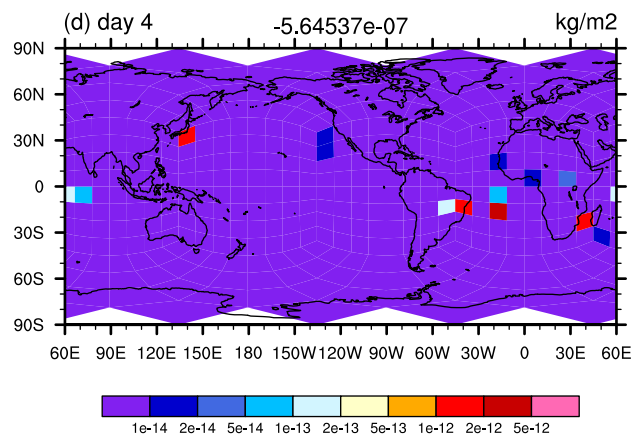 (d) day 4 -5.64537e-07 kg/m2
90N
60N
30N
0
30S
60S
90S
60E 90E 120E 150E 180 150W 120W 90W 60W 30W 0 30E 60E
1e-14 2e-14 5e-14 1e-13 2e-13 5e-13 1e-12 2e-12 5e-12